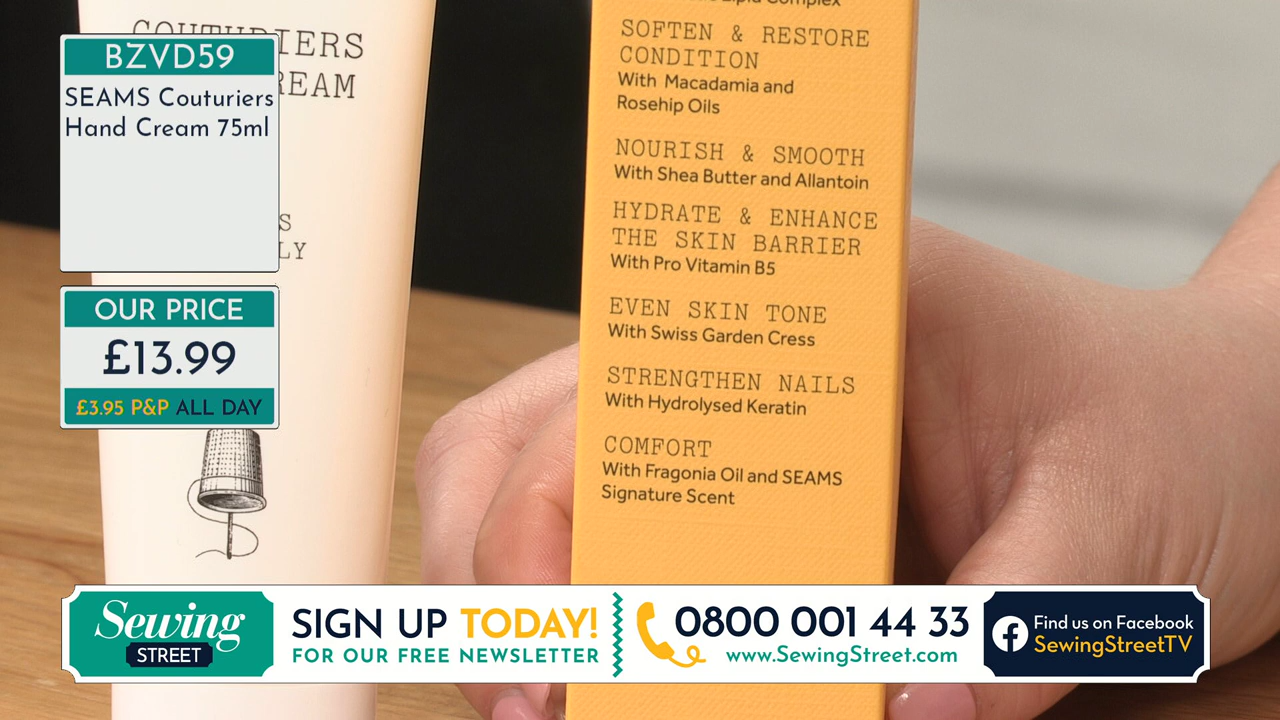 COUTURIERS
CREAM
BZVD59
SEAMS Couturiers
Hand Cream 75ml
OUR PRICE
£13.99
£3.95 P&P ALL DAY
Lipid Complex
SOFTEN & RESTORE
CONDITION
With Macadamia and
Rosehip Oils
NOURISH & SMOOTH
With Shea Butter and Allantoin
HYDRATE & ENHANCE
THE SKIN BARRIER
With Pro Vitamin B5
EVEN SKIN TONE
With Swiss Garden Cress
STRENGTHEN NAILS
With Hydrolysed Keratin
COMFORT
With Fragonia Oil and SEAMS
Signature Scent
Sewing
STREET
SIGN UP TODAY!
FOR OUR FREE NEWSLETTER
0800 001 44 33
www.SewingStreet.com
Find us on Facebook
SewingStreetTV